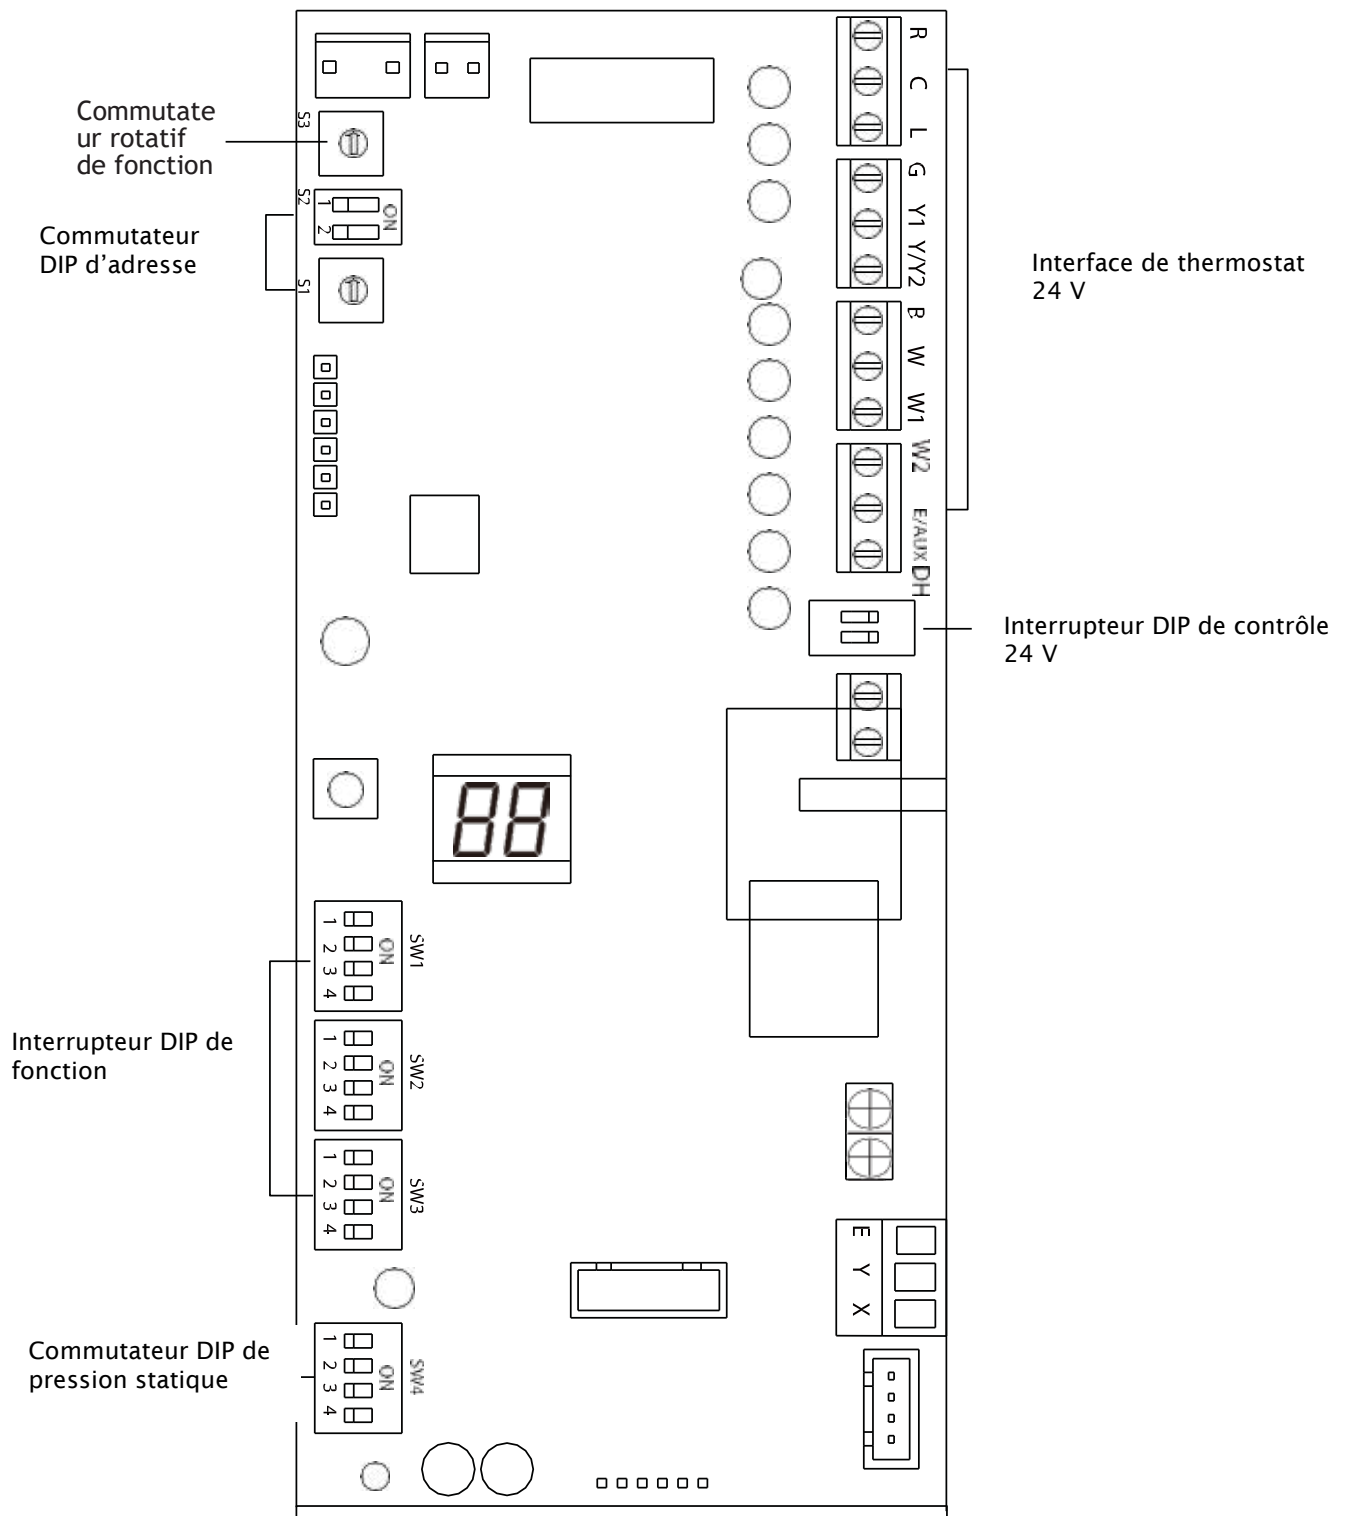 R
C
L
G
Y1
Y/Y2
B
W
W1
W2
E/AUX
DH
Commutate
ur rotatif
de fonction
S3
S2
1
2
ON
S1
Commutateur
DIP d’adresse
Interface de thermostat
24 V
Interrupteur DIP de contrôle
24 V
88
1
2
3
4
ON
SW1
Interrupteur DIP de
fonction
1
2
3
4
ON
SW2
1
2
3
4
ON
SW3
E
Y
X
Commutateur DIP de
pression statique
1
2
3
4
ON
SW4